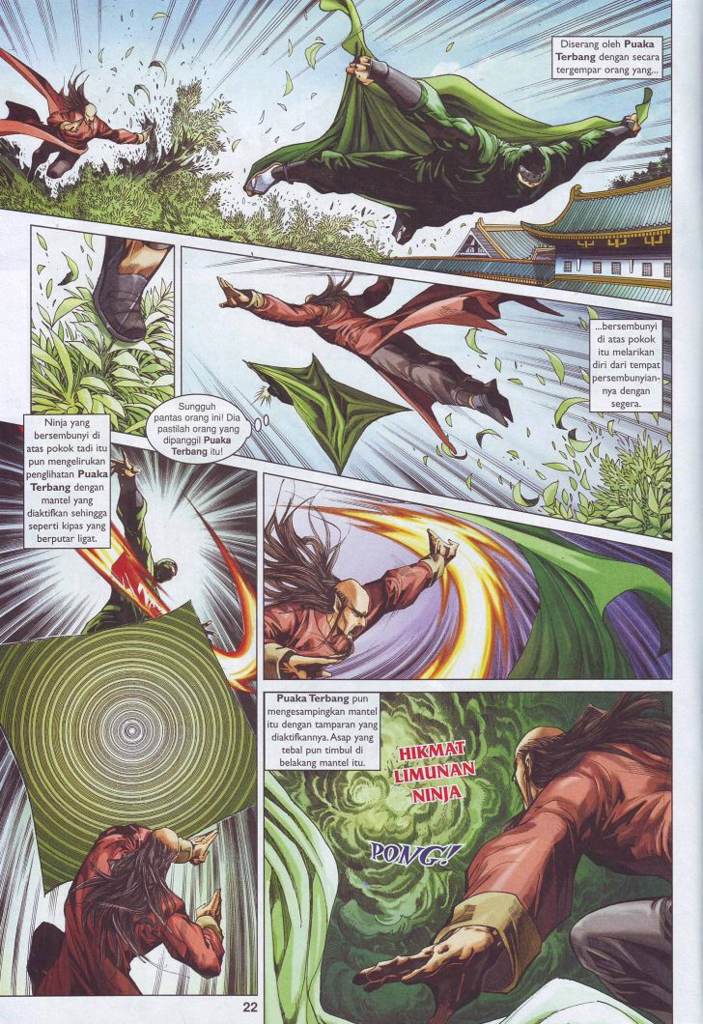 Diserang oleh Puaka
Terbang dengan secara
tergempar orang yang...
...bersembunyi
di atas pokok
itu melarikan
diri dari tempat
persembunyian-
nya dengan
segera.
Sungguh
pantas orang ini! Dia
pastilah orang yang
dipanggil Puaka
Terbang itu!
Ninja yang
bersembunyi di
atas pokok tadi itu
pun mengelirukan
penglihatan Puaka
Terbang dengan
mantel yang
diaktifkan sehingga
seperti kipas yang
berputar ligat.
Puaka Terbang pun
mengesampingkan mantel
itu dengan tamparan yang
diaktifkannya. Asap yang
tebal pun timbul di
belakang mantel itu.
HIKMAT
LIMUNAN
NINJA
PONG!
22